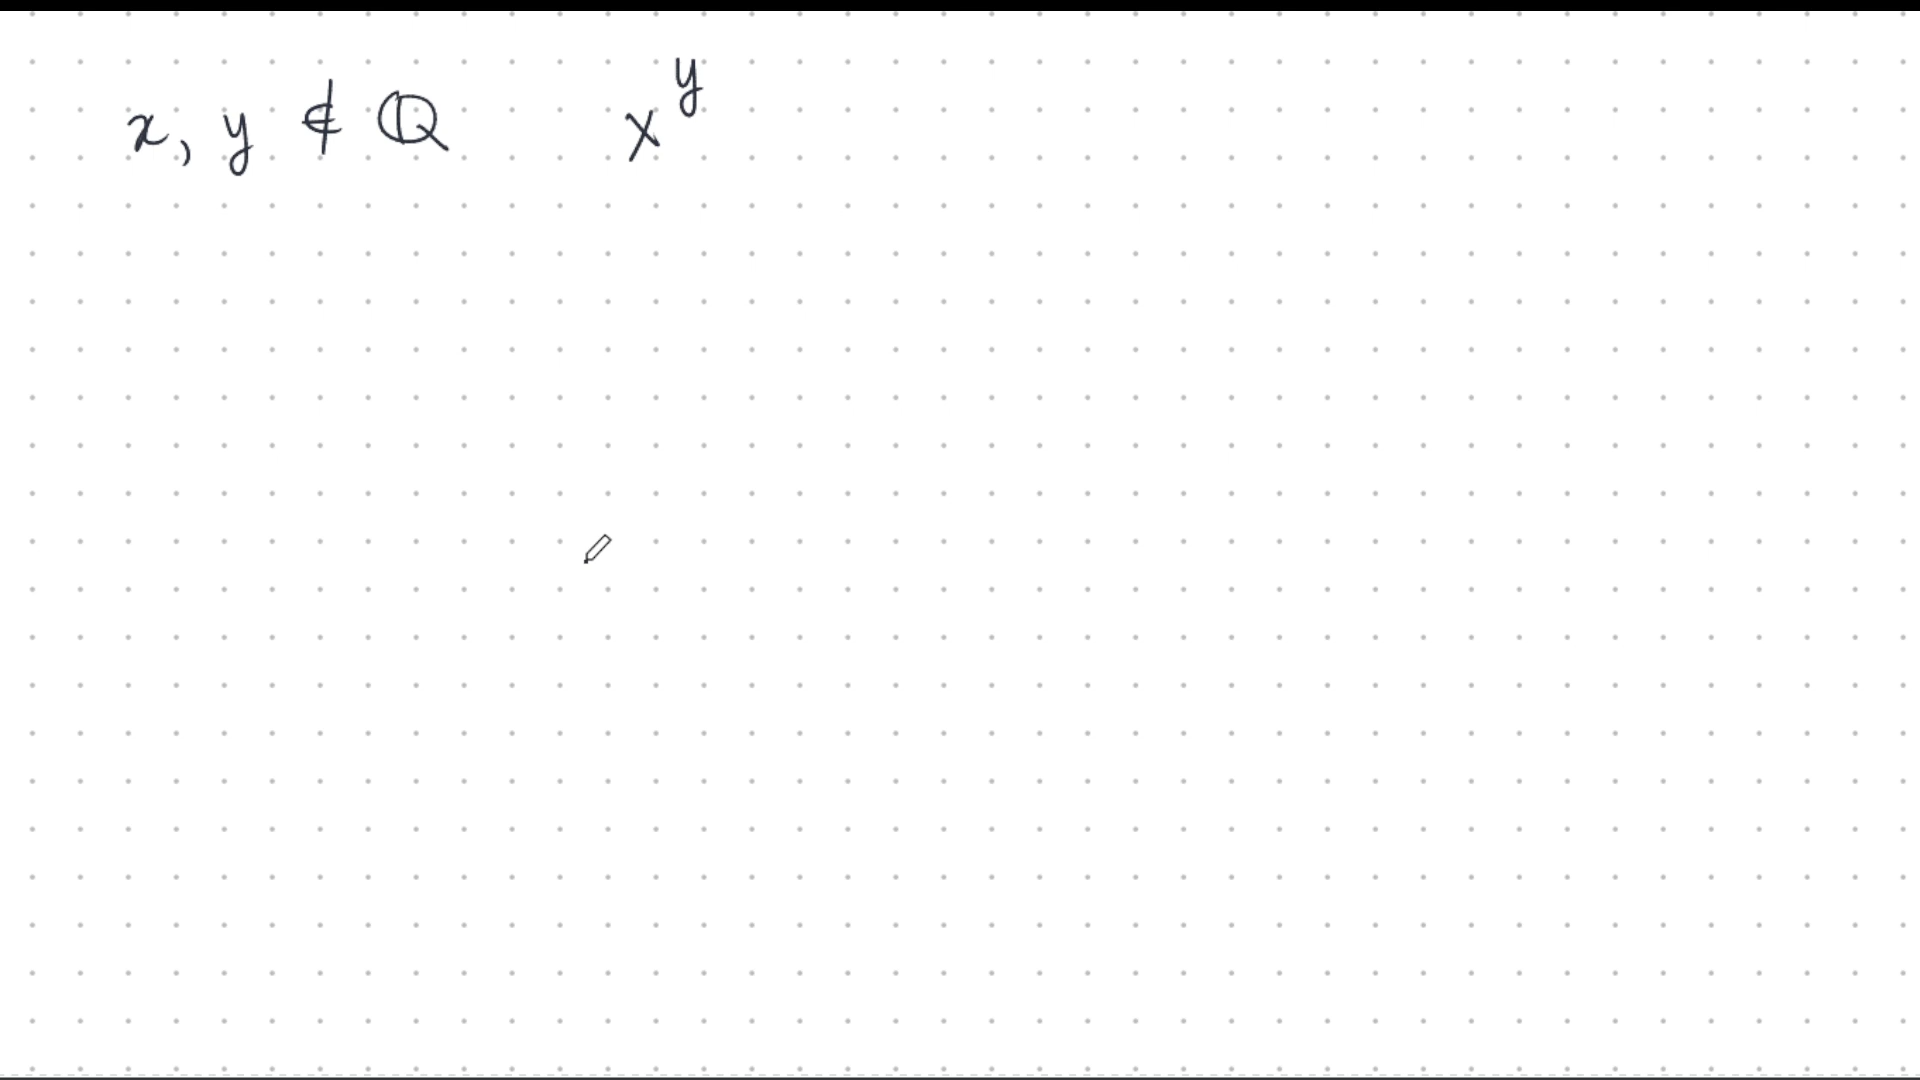 x, y ∉ ℚ x^y